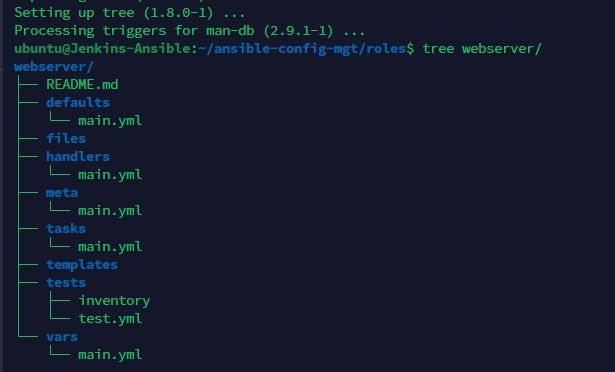 Setting up tree (1.8.0-1) ...
Processing triggers for man-db (2.9.1-1) ...
ubuntu@Jenkins-Ansible:~/ansible-config-mgt/roles$ tree webserver/
webserver/
├── README.md
├── defaults
│   └── main.yml
├── files
├── handlers
│   └── main.yml
├── meta
│   └── main.yml
├── tasks
│   └── main.yml
├── templates
├── tests
│   ├── inventory
│   └── test.yml
└── vars
    └── main.yml